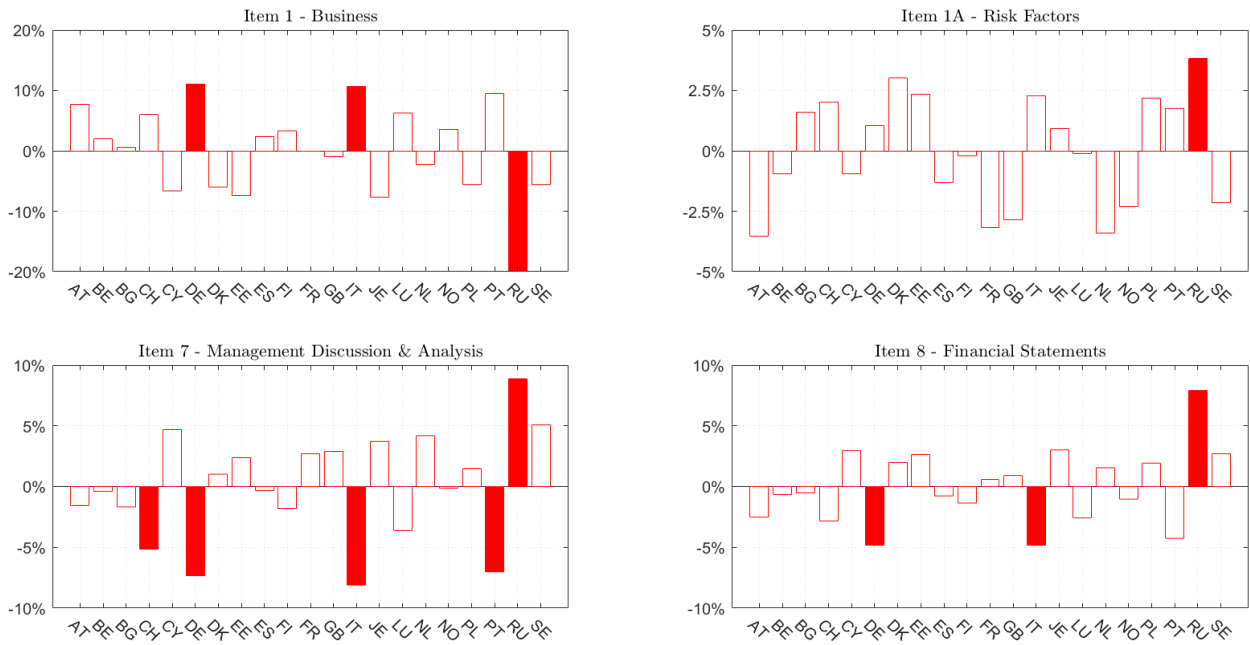 Item 1 - Business
20%
10%
0%
-10%
-20%
AT BE BG CH CY DE DK EE ES FI FR GB IT JE LU NL NO PL PT RU SE
Item 1A - Risk Factors
5%
2.5%
0%
-2.5%
-5%
AT BE BG CH CY DE DK EE ES FI FR GB IT JE LU NL NO PL PT RU SE
Item 7 - Management Discussion & Analysis
10%
5%
0%
-5%
-10%
AT BE BG CH CY DE DK EE ES FI FR GB IT JE LU NL NO PL PT RU SE
Item 8 - Financial Statements
10%
5%
0%
-5%
-10%
AT BE BG CH CY DE DK EE ES FI FR GB IT JE LU NL NO PL PT RU SE